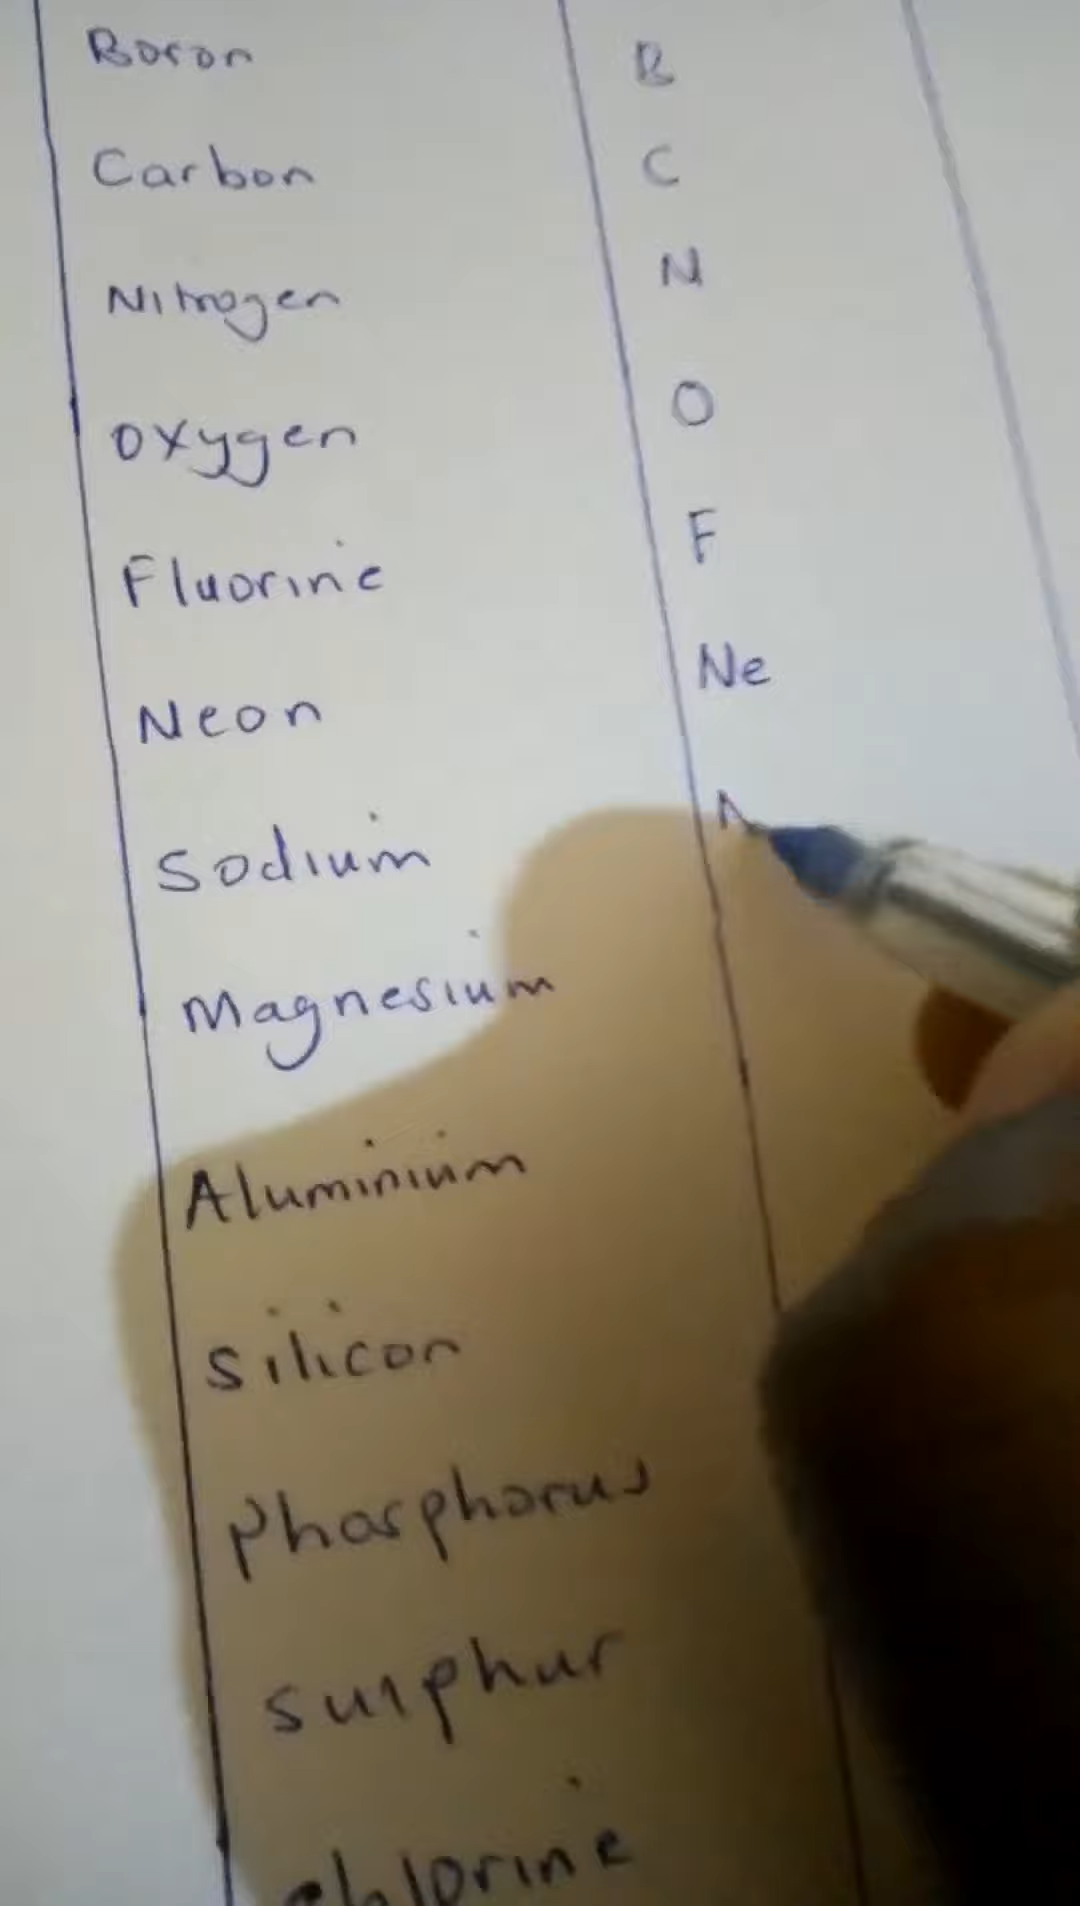 Boron B
Carbon C
Nitrogen N
Oxygen O
Fluorine F
Neon Ne
Sodium
Magnesium
Aluminium
Silicon
Phosphorus
Sulphur
chlorine